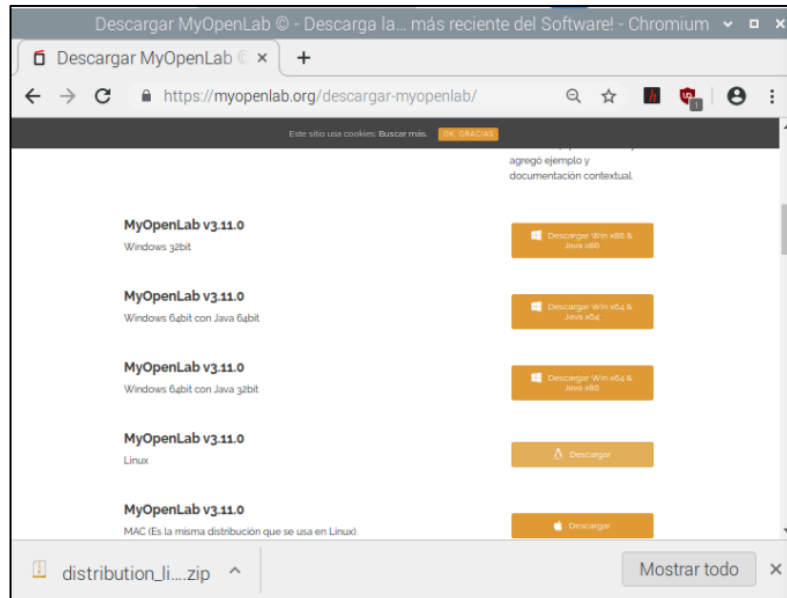 Descargar MyOpenLab © - Descarga la... más reciente del Software! - Chromium
Descargar MyOpenLab ©
https://myopenlab.org/descargar-myopenlab/
1
Este sitio usa cookies: Buscar más. OK, GRACIAS
agregó ejemplo y
documentación contextual.
MyOpenLab v3.11.0
Windows 32bit
Descargar Win x86 &
Java x86
MyOpenLab v3.11.0
Windows 64bit con Java 64bit
Descargar Win x64 &
Java x64
MyOpenLab v3.11.0
Windows 64bit con Java 32bit
Descargar Win x64 &
Java x86
MyOpenLab v3.11.0
Linux
Descargar
MyOpenLab v3.11.0
MAC (Es la misma distribución que se usa en Linux).
Descargar
distribution_li....zip
Mostrar todo